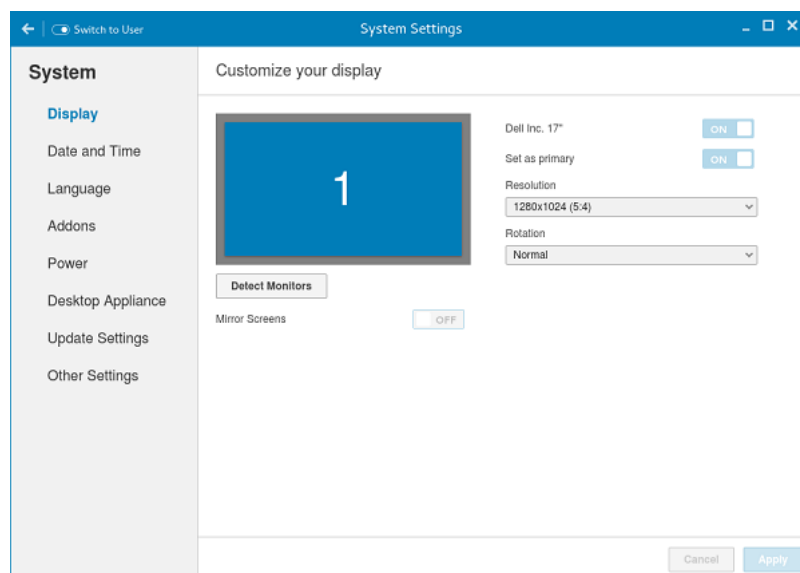 Switch to User
System Settings
System
Display
Date and Time
Language
Addons
Power
Desktop Appliance
Update Settings
Other Settings
Customize your display
1
Detect Monitors
Mirror Screens OFF
Dell Inc. 17" ON
Set as primary ON
Resolution
1280x1024 (5:4)
Rotation
Normal
Cancel Apply